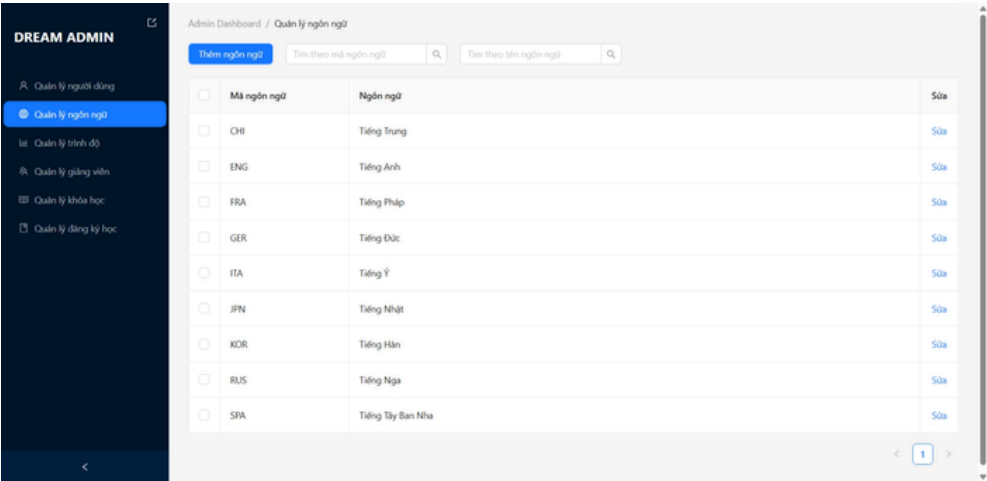 DREAM ADMIN
Quản lý người dùng
Quản lý ngôn ngữ
Quản lý trình độ
Quản lý giảng viên
Quản lý khóa học
Quản lý đăng ký học
Admin Dashboard / Quản lý ngôn ngữ
Thêm ngôn ngữ Tìm theo mã ngôn ngữ Tìm theo tên ngôn ngữ
Mã ngôn ngữ Ngôn ngữ Sửa
CHI Tiếng Trung Sửa
ENG Tiếng Anh Sửa
FRA Tiếng Pháp Sửa
GER Tiếng Đức Sửa
ITA Tiếng Ý Sửa
JPN Tiếng Nhật Sửa
KOR Tiếng Hàn Sửa
RUS Tiếng Nga Sửa
SPA Tiếng Tây Ban Nha Sửa
< 1 >
<